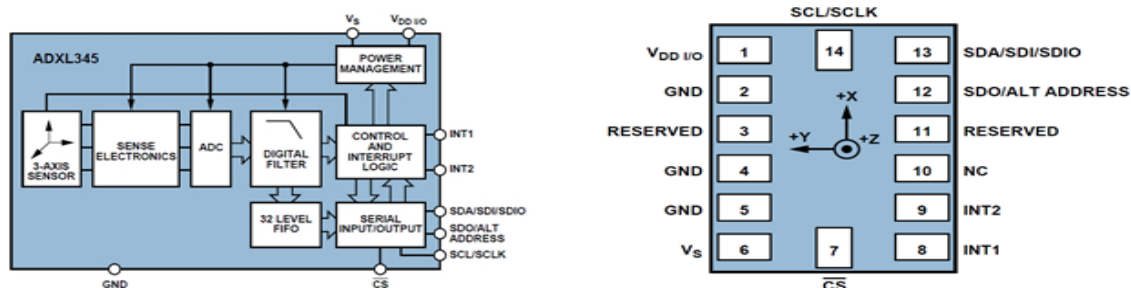 VS
VDD I/O
ADXL345
POWER
MANAGEMENT
3-AXIS
SENSOR
SENSE
ELECTRONICS
ADC
DIGITAL
FILTER
CONTROL
AND
INTERRUPT
LOGIC
INT1
INT2
32 LEVEL
FIFO
SERIAL
INPUT/OUTPUT
SDA/SDI/SDIO
SDO/ALT
ADDRESS
SCL/SCLK
GND
CS
SCL/SCLK
VDD I/O
1
14
13
SDA/SDI/SDIO
GND
2
12
SDO/ALT ADDRESS
+X
RESERVED
3
+Y
+Z
11
RESERVED
GND
4
10
NC
GND
5
9
INT2
VS
6
7
8
INT1
CS